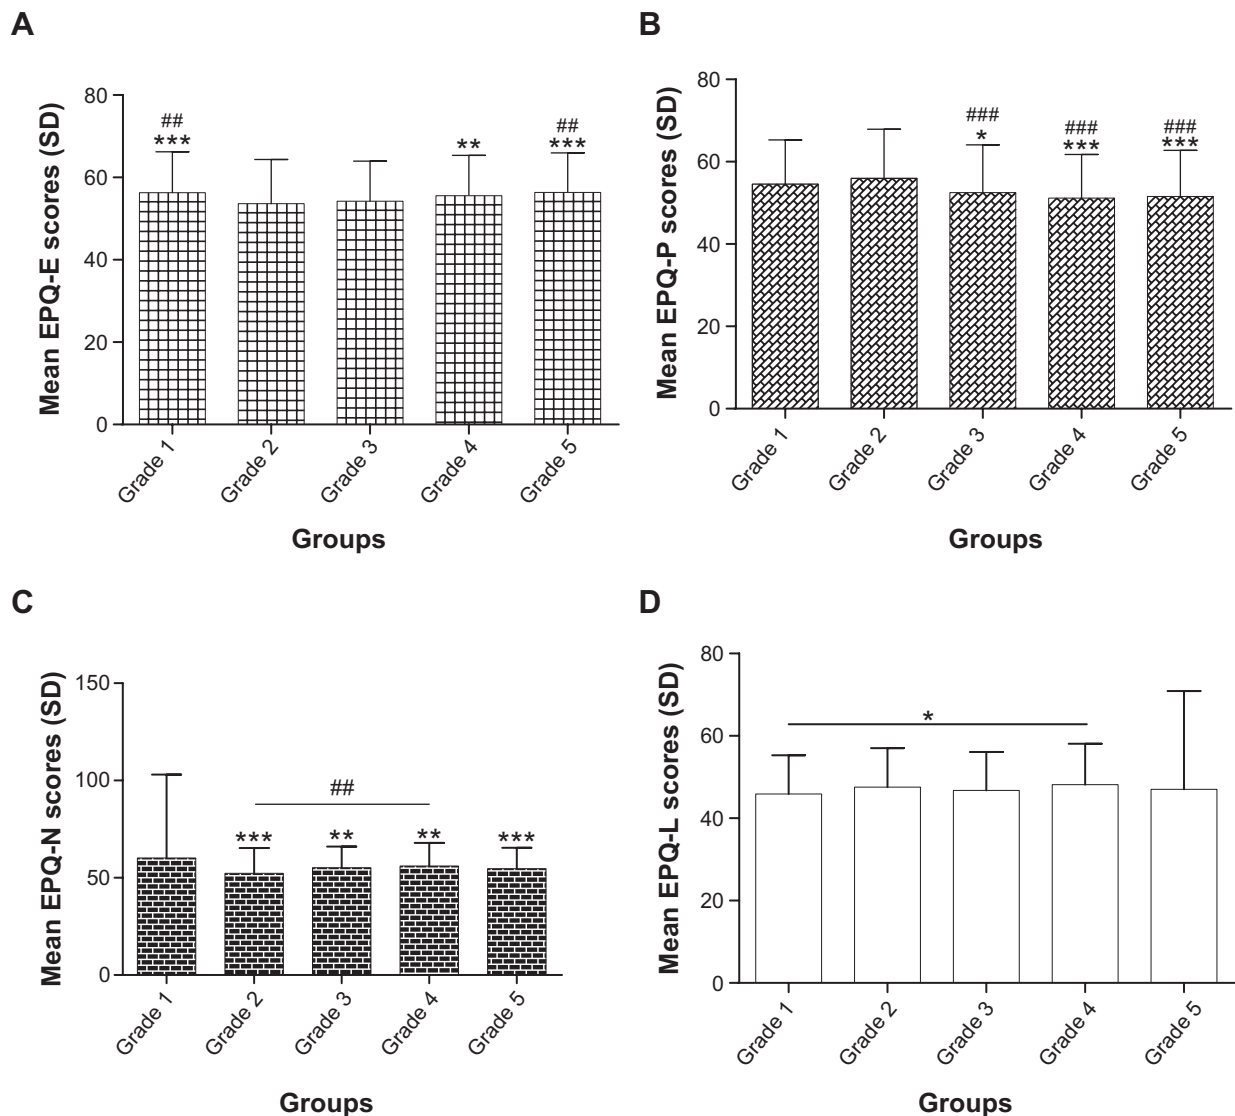 A
Mean EPQ-E scores (SD)
80
60
40
20
0
##
***
**
##
***
Grade 1
Grade 2
Grade 3
Grade 4
Grade 5
Groups
B
Mean EPQ-P scores (SD)
80
60
40
20
0
###
*
###
***
###
***
Grade 1
Grade 2
Grade 3
Grade 4
Grade 5
Groups
C
Mean EPQ-N scores (SD)
150
100
50
0
##
***
**
**
***
Grade 1
Grade 2
Grade 3
Grade 4
Grade 5
Groups
D
Mean EPQ-L scores (SD)
80
60
40
20
0
*
Grade 1
Grade 2
Grade 3
Grade 4
Grade 5
Groups